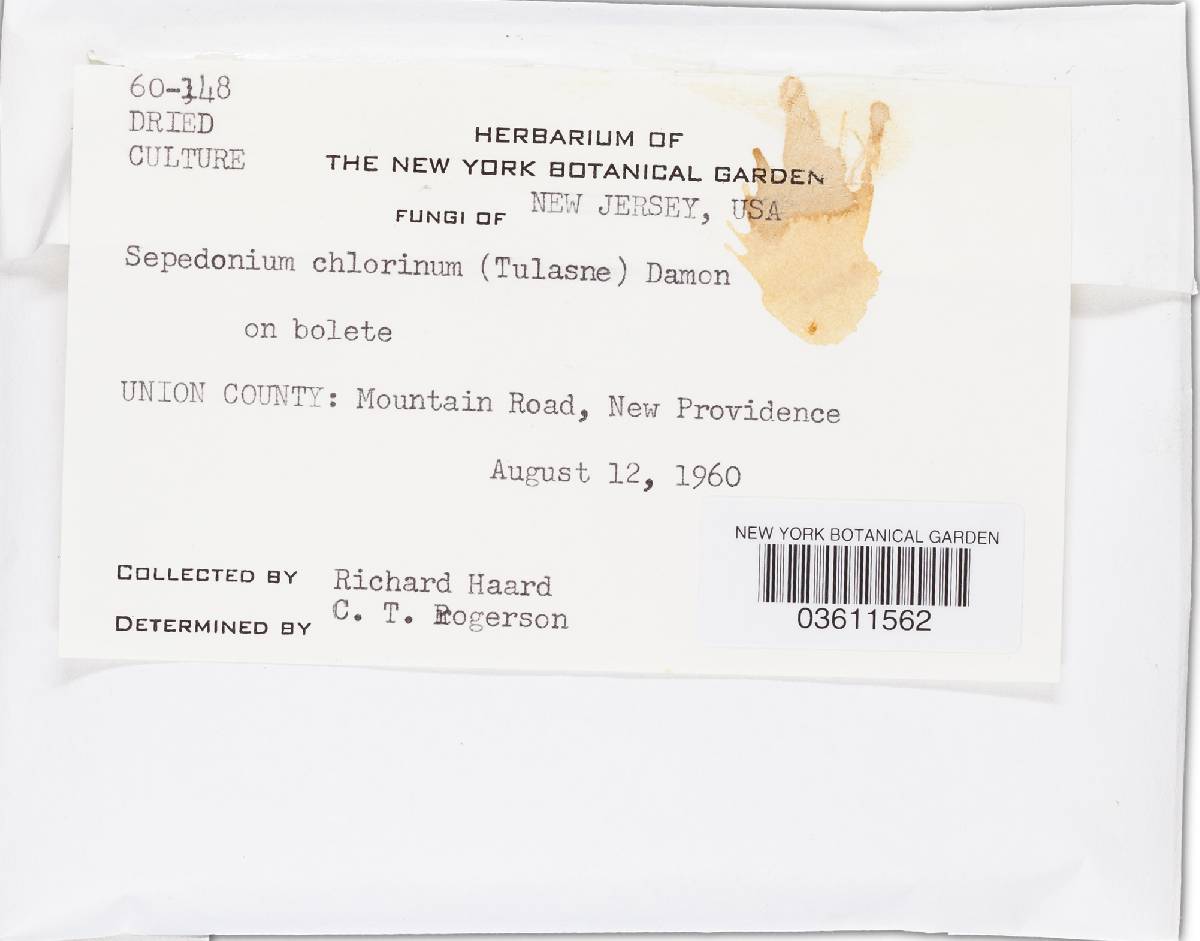 60-148
DRIED
CULTURE
HERBARIUM OF
THE NEW YORK BOTANICAL GARDEN
FUNGI OF NEW JERSEY, USA
Sepedonium chlorinum (Tulasne) Damon
on bolete
UNION COUNTY: Mountain Road, New Providence
August 12, 1960
COLLECTED BY Richard Haard
DETERMINED BY C. T. Rogerson
NEW YORK BOTANICAL GARDEN
03611562